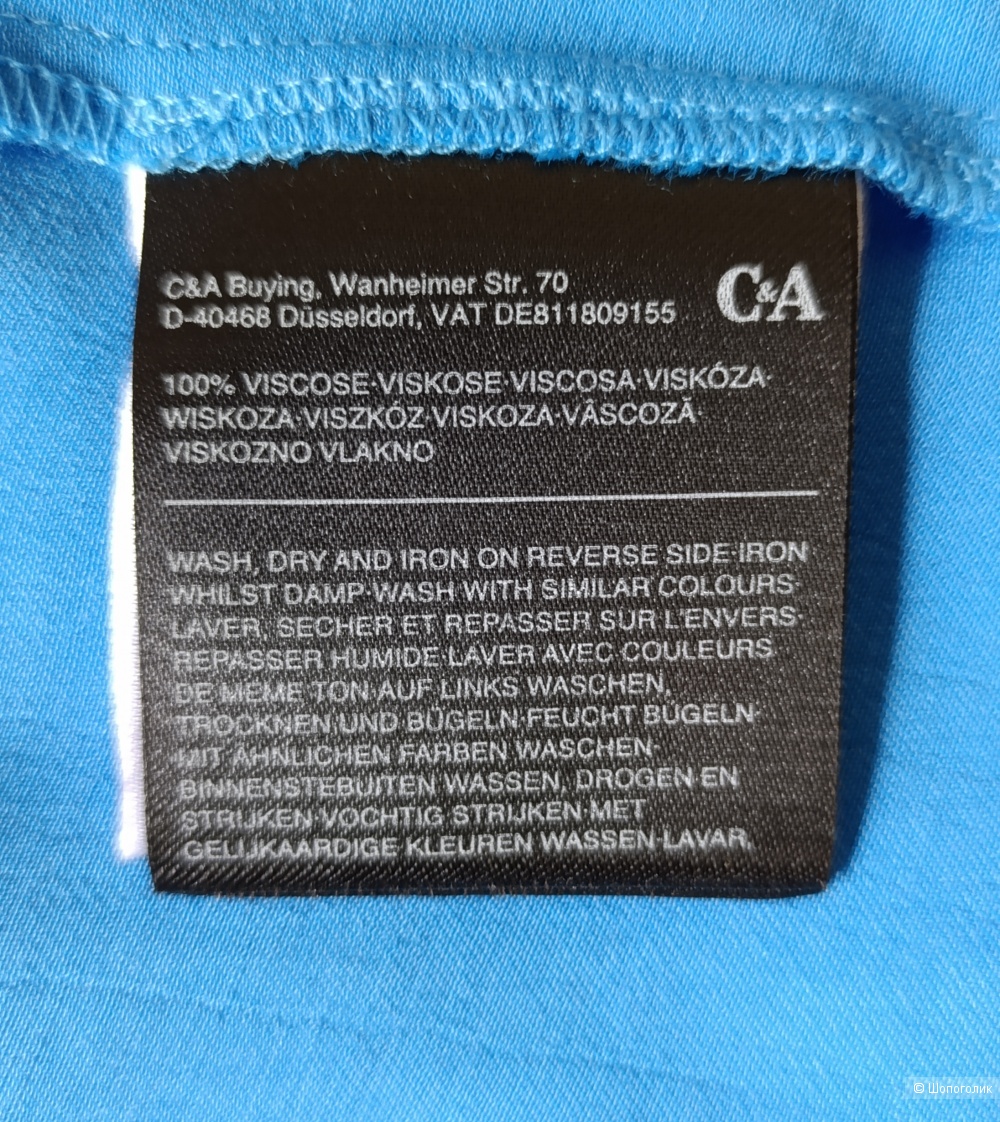 C&A Buying, Wanheimer Str. 70
D-40468 Düsseldorf, VAT DE811809155
C&A
100% VISCOSE·VISKOSE·VISCOSA·VISKÓZA·
WISKOZA·VISZKÓZ·VISKOZA·VÂSCOZĂ·
VISKOZNO VLAKNO
WASH, DRY AND IRON ON REVERSE SIDE·IRON
WHILST DAMP·WASH WITH SIMILAR COLOURS·
LAVER, SECHER ET REPASSER SUR L'ENVERS·
REPASSER HUMIDE·LAVER AVEC COULEURS
DE MEME TON·AUF LINKS WASCHEN,
TROCKNEN UND BÜGELN·FEUCHT BÜGELN·
MIT ÄHNLICHEN FARBEN WASCHEN·
BINNENSTEBUITEN WASSEN, DROGEN EN
STRIJKEN·VOCHTIG STRIJKEN·MET
GELIJKAARDIGE KLEUREN WASSEN·LAVAR,
© Шопоголик